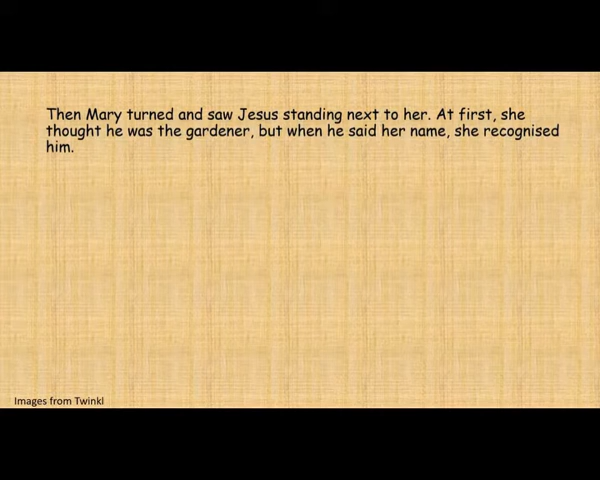 Then Mary turned and saw Jesus standing next to her. At first, she
thought he was the gardener, but when he said her name, she recognised
him.
Images from Twinkl